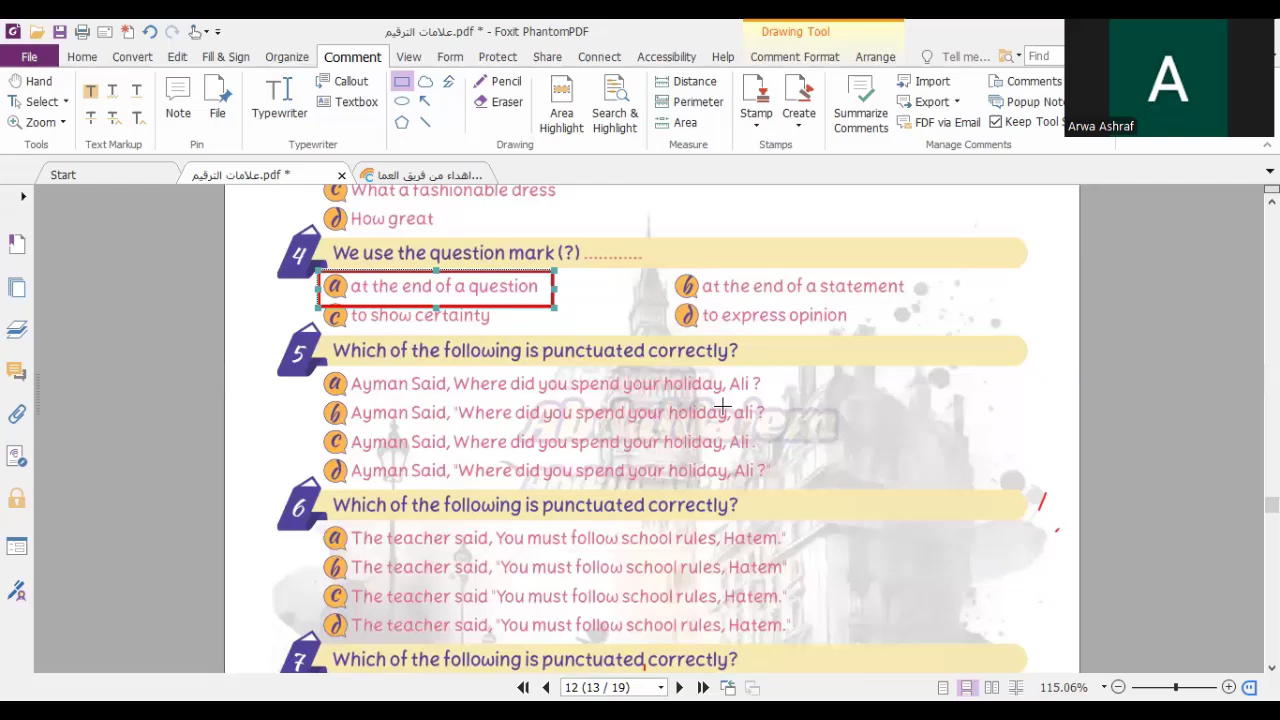 علامات الترقيم.pdf * - Foxit PhantomPDF
Drawing Tool
File Home Convert Edit Fill & Sign Organize Comment View Form Protect Share Connect Accessibility Help Comment Format Arrange Tell me... Find
Hand
Select
Zoom
Tools
Text Markup
Note
File
Pin
Typewriter
Callout
Textbox
Typewriter
Pencil
Eraser
Area Highlight
Search & Highlight
Drawing
Distance
Perimeter
Area
Measure
Stamp
Create
Stamps
Summarize Comments
Import
Export
FDF via Email
Comments
Popup Note
Keep Tool S
Manage Comments
A
Arwa Ashraf
Start
علامات الترقيم.pdf *
اهداء من فريق العما...
c What a fashionable dress
d How great
4 We use the question mark (?) ............
a at the end of a question
b at the end of a statement
c to show certainty
d to express opinion
5 Which of the following is punctuated correctly?
a Ayman Said, Where did you spend your holiday, Ali ?
b Ayman Said, "Where did you spend your holiday, ali ?
c Ayman Said, Where did you spend your holiday, Ali .
d Ayman Said, "Where did you spend your holiday, Ali ?"
6 Which of the following is punctuated correctly?
a The teacher said, You must follow school rules, Hatem."
b The teacher said, "You must follow school rules, Hatem"
c The teacher said "You must follow school rules, Hatem."
d The teacher said, "You must follow school rules, Hatem."
7 Which of the following is punctuated correctly?
12 (13 / 19)
115.06%